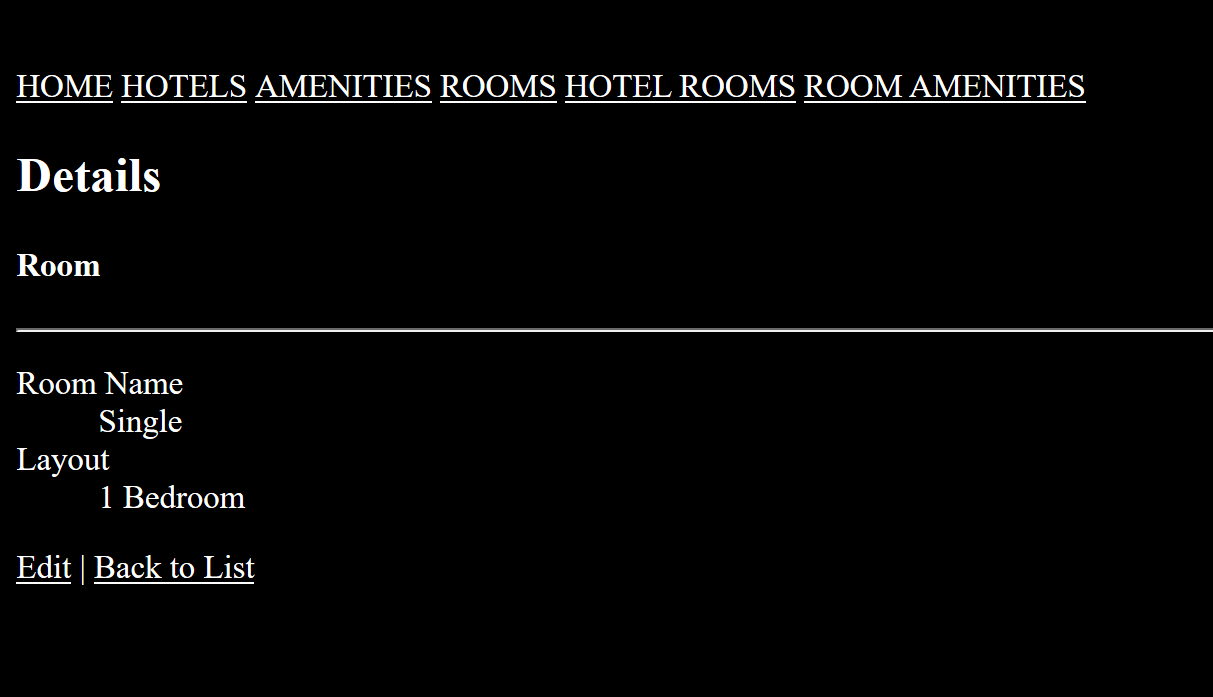 HOME HOTELS AMENITIES ROOMS HOTEL ROOMS ROOM AMENITIES
Details
Room
Room Name
Single
Layout
1 Bedroom
Edit | Back to List